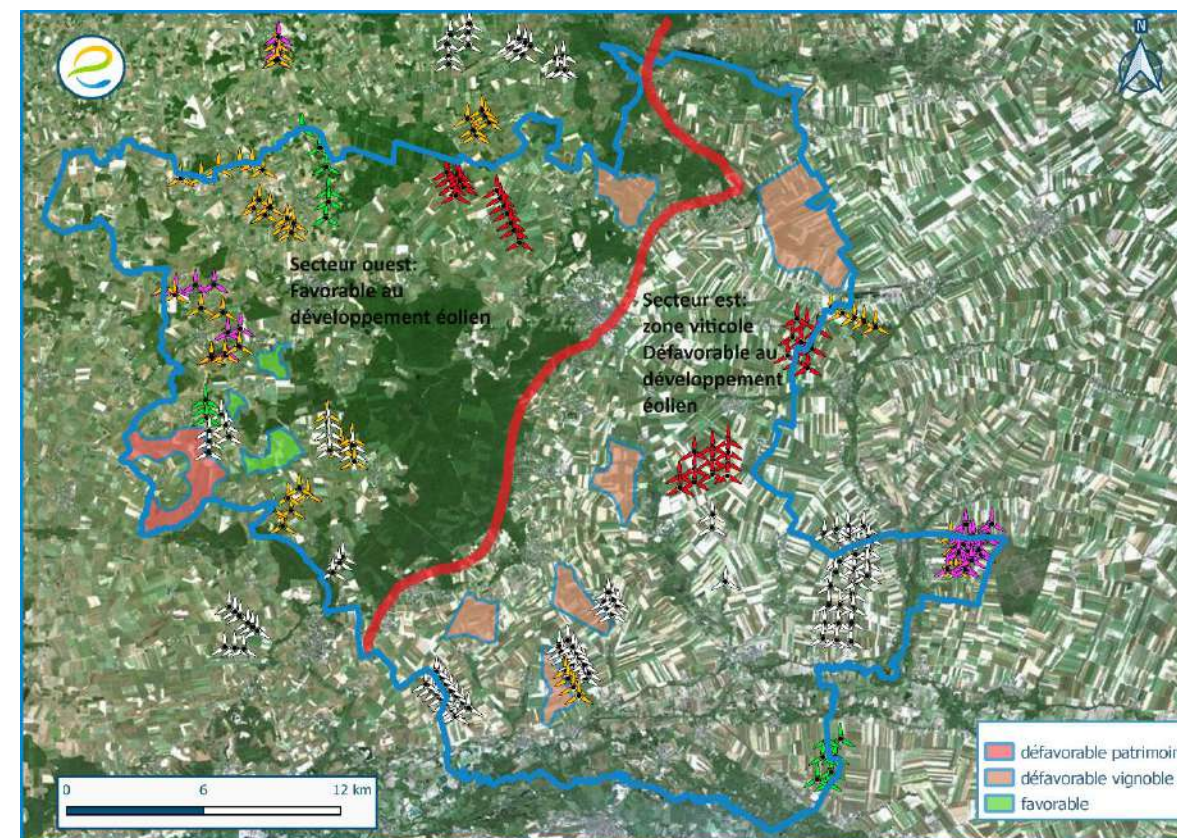 N
Secteur ouest:
Favorable au
développement éolien
Secteur est:
zone viticole
Défavorable au
développement
éolien
0 6 12 km
défavorable patrimoin
défavorable vignoble
favorable